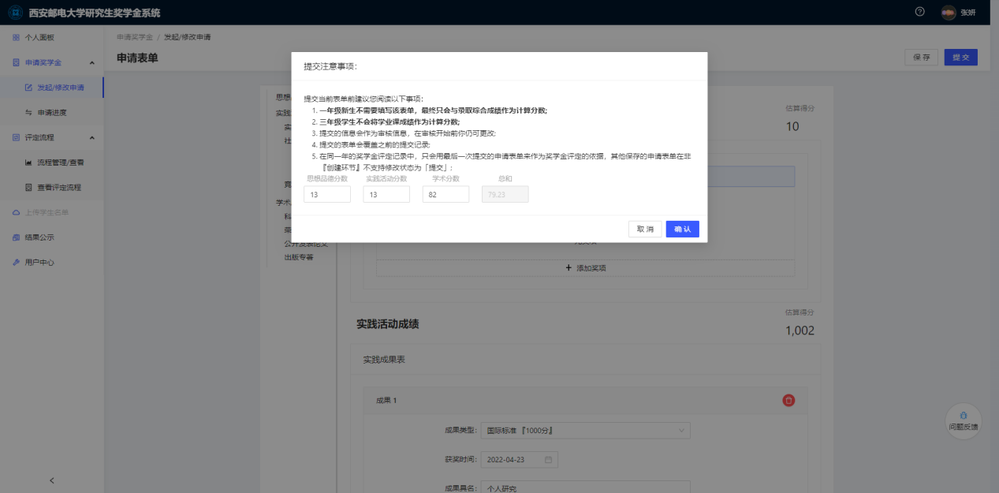 西安邮电大学研究生奖学金系统
张妍
个人面板
申请奖学金
发起/修改申请
申请进度
评定流程
流程管理/查看
查看评定流程
上传学生名单
结果公示
用户中心
申请奖学金 / 发起/修改申请
申请表单
保 存
提 交
提交注意事项:
提交当前表单前建议您阅读以下事项:
1. 一年级新生不需要填写该表单，最终只会与录取综合成绩作为计算分数;
2. 三年级学生不会将学业课成绩作为计算分数;
3. 提交的信息会作为审核信息，在审核开始前你仍可更改;
4. 提交的表单会覆盖之前的提交记录;
5. 在同一年的奖学金评定记录中，只会用最后一次提交的申请表单来作为奖学金评定的依据，其他保存的申请表单在非
『创建环节』不支持修改状态为「提交」;
思想品德分数 实践活动分数 学术分数 总和
13 13 82 79.23
取 消 确 认
思想
实践
社
学术
公开发表论文
出版专著
估算得分
10
添加奖项
实践活动成绩
估算得分
1,002
实践成果表
成果 1
成果类型: 国际标准 『1000分』
获奖时间: 2022-04-23
成果具名: 个人研究
问题反馈